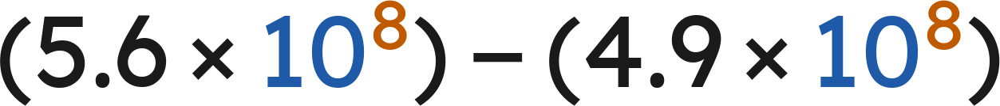 (5.6 × 10⁸) − (4.9 × 10⁸)